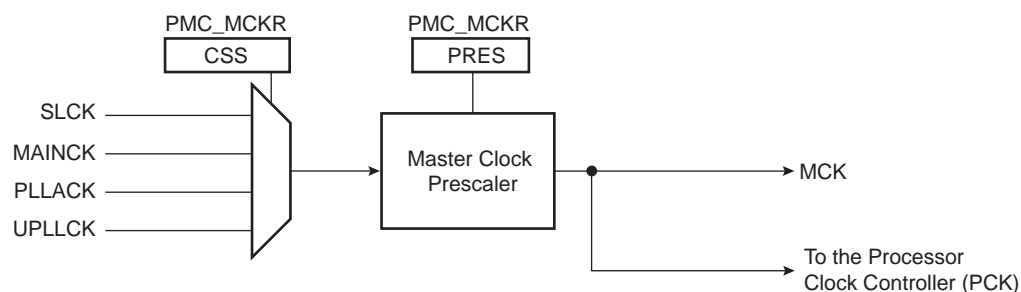 PMC_MCKR
CSS
PMC_MCKR
PRES
SLCK
MAINCK
PLLACK
UPLLCK
Master Clock
Prescaler
MCK
To the Processor
Clock Controller (PCK)